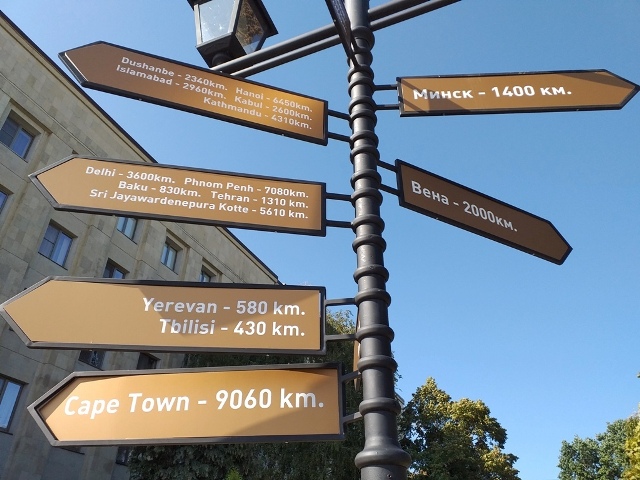 Dushanbe - 2340km. Hanoi - 6450km.
Islamabad - 2960km. Kabul - 2600km.
Kathmandu - 4310km.
Минск - 1400 км.
Delhi - 3600km. Phnom Penh - 7080km.
Baku - 830km. Tehran - 1310 km.
Sri Jayawardenepura Kotte - 5610 km.
Вена - 2000км.
Yerevan - 580 km.
Tbilisi - 430 km.
Cape Town - 9060 km.